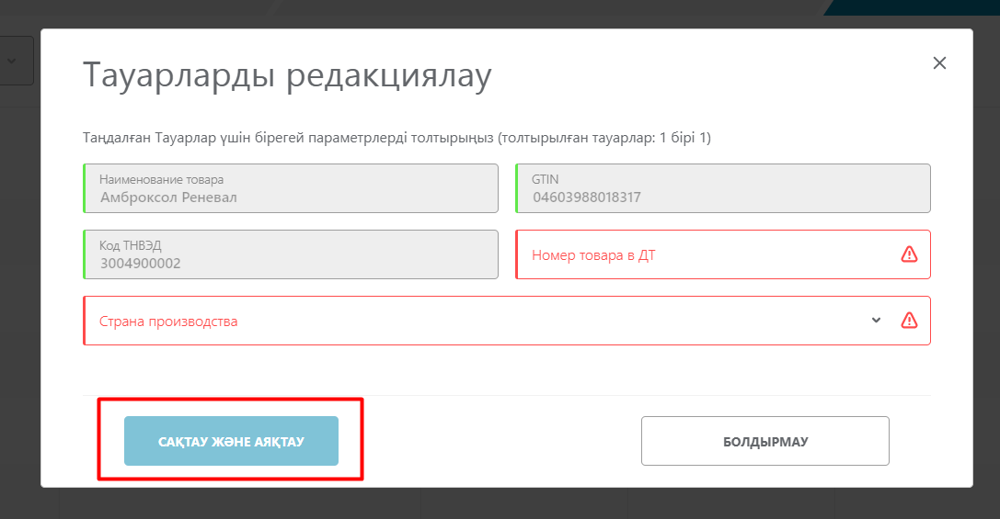 Тауарларды редакциялау
Таңдалған Тауарлар үшін бірегей параметрлерді толтырыңыз (толтырылған тауарлар: 1 бірі 1)
Наименование товара
Амброксол Реневал
GTIN
04603988018317
Код ТНВЭД
3004900002
Номер товара в ДТ
Страна производства
САҚТАУ ЖӘНЕ АЯҚТАУ
БОЛДЫРМАУ